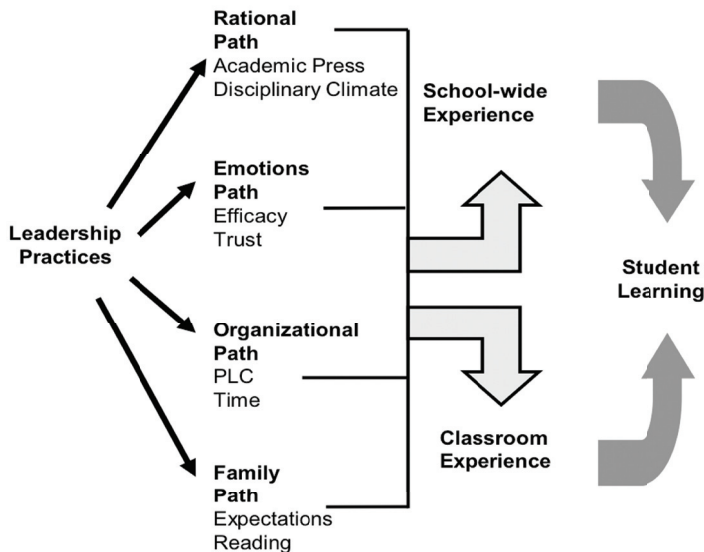 Rational
Path
Academic Press
Disciplinary Climate
School-wide
Experience
Emotions
Path
Efficacy
Trust
Leadership
Practices
Student
Learning
Organizational
Path
PLC
Time
Classroom
Experience
Family
Path
Expectations
Reading